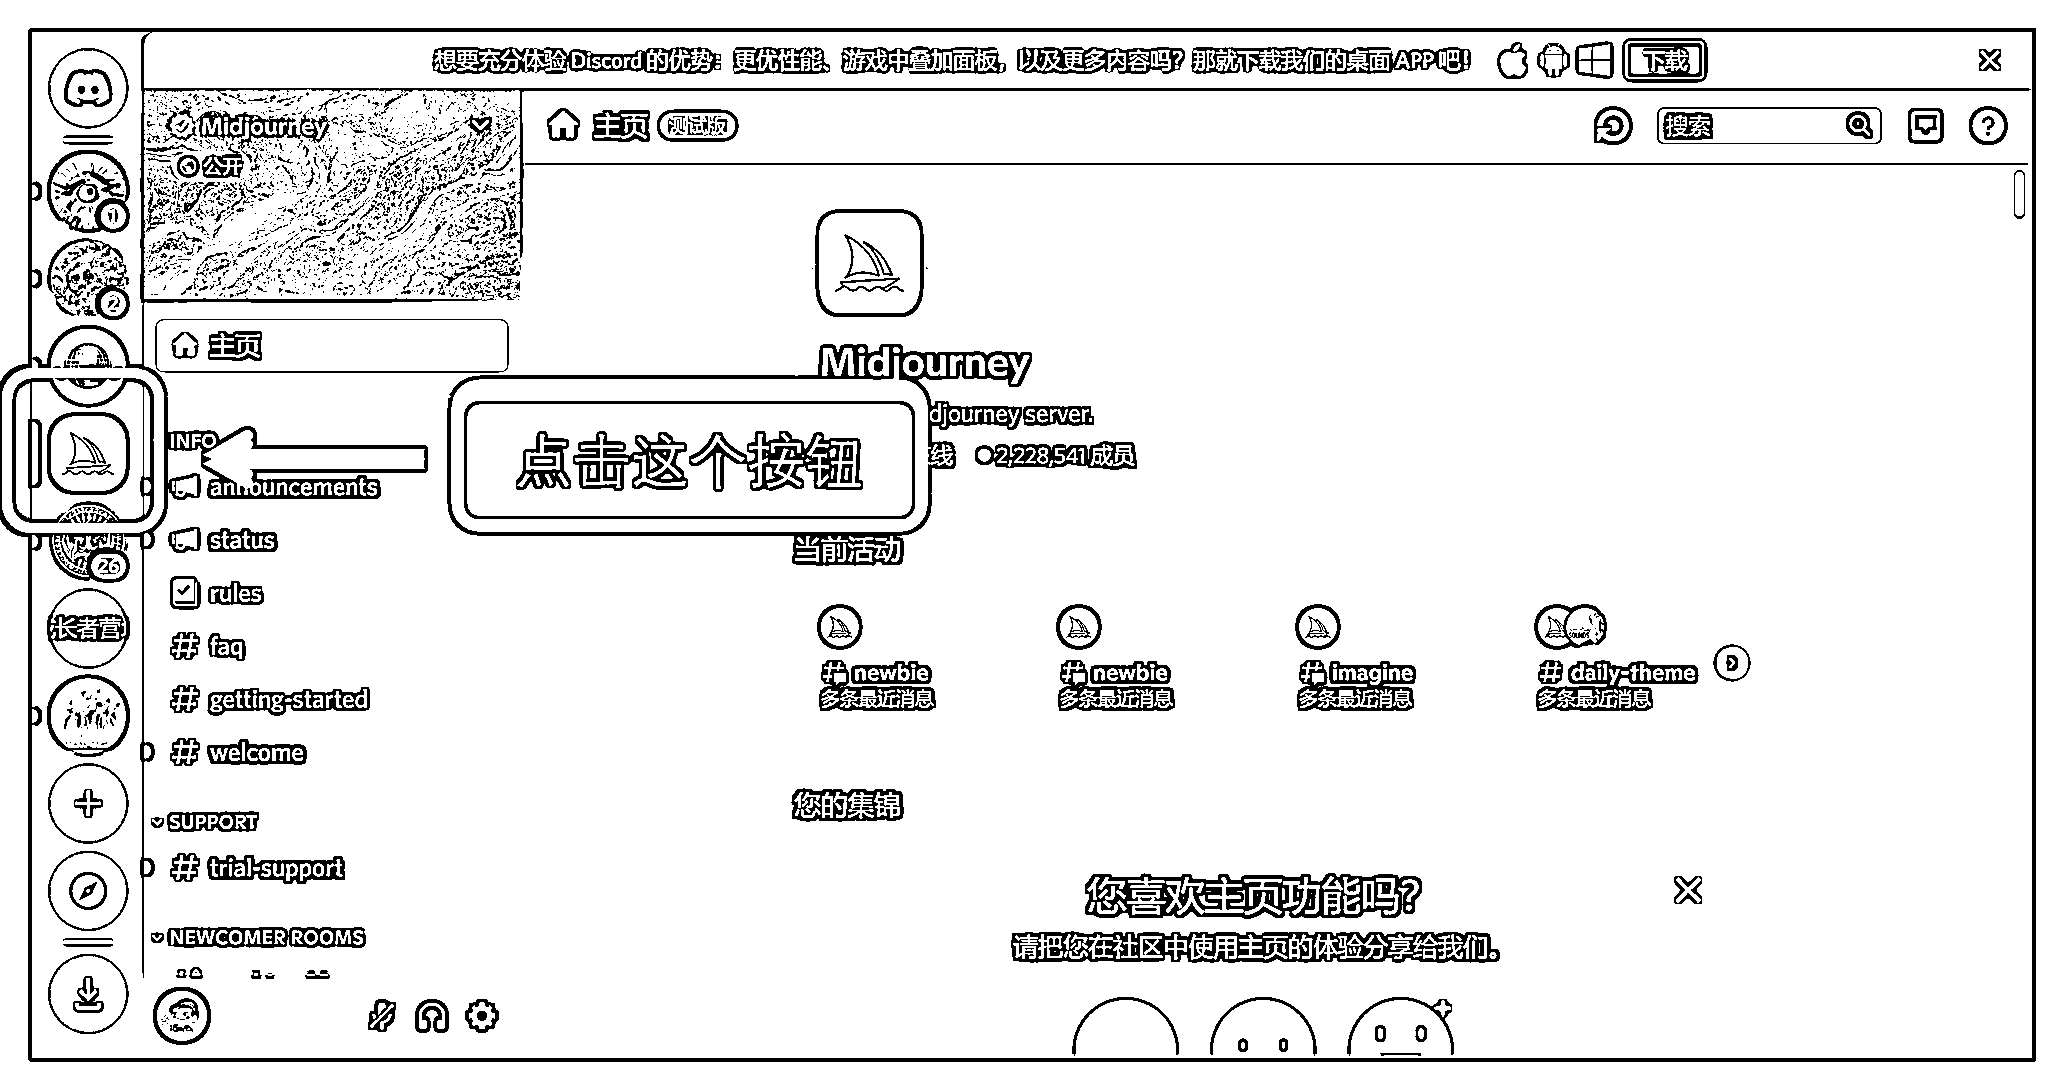 想要充分体验 Discord 的优势：更优性能、游戏中叠加面板，以及更多内容吗？那就下载我们的桌面 APP 吧！ 下载
Midjourney
公开
主页 测试版
搜索
1
2
主页
Midjourney
djourney server.
线 2,228,541 成员
点击这个按钮
INFO
announcements
status
26
rules
长者营
faq
getting-started
welcome
SUPPORT
trial-support
NEWCOMER ROOMS
当前活动
newbie
多条最近消息
newbie
多条最近消息
imagine
多条最近消息
daily-theme
多条最近消息
您的集锦
您喜欢主页功能吗？
请把您在社区中使用主页的体验分享给我们。